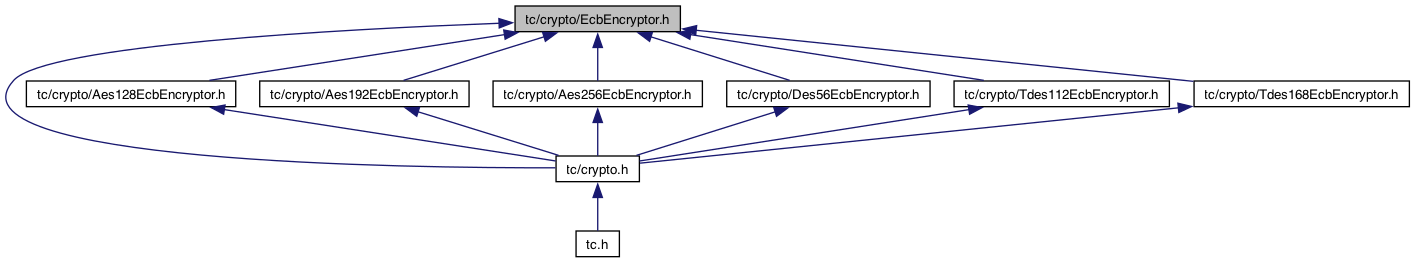 tc/crypto/EcbEncryptor.h
tc/crypto/Aes128EcbEncryptor.h
tc/crypto/Aes192EcbEncryptor.h
tc/crypto/Aes256EcbEncryptor.h
tc/crypto/Des56EcbEncryptor.h
tc/crypto/Tdes112EcbEncryptor.h
tc/crypto/Tdes168EcbEncryptor.h
tc/crypto.h
tc.h